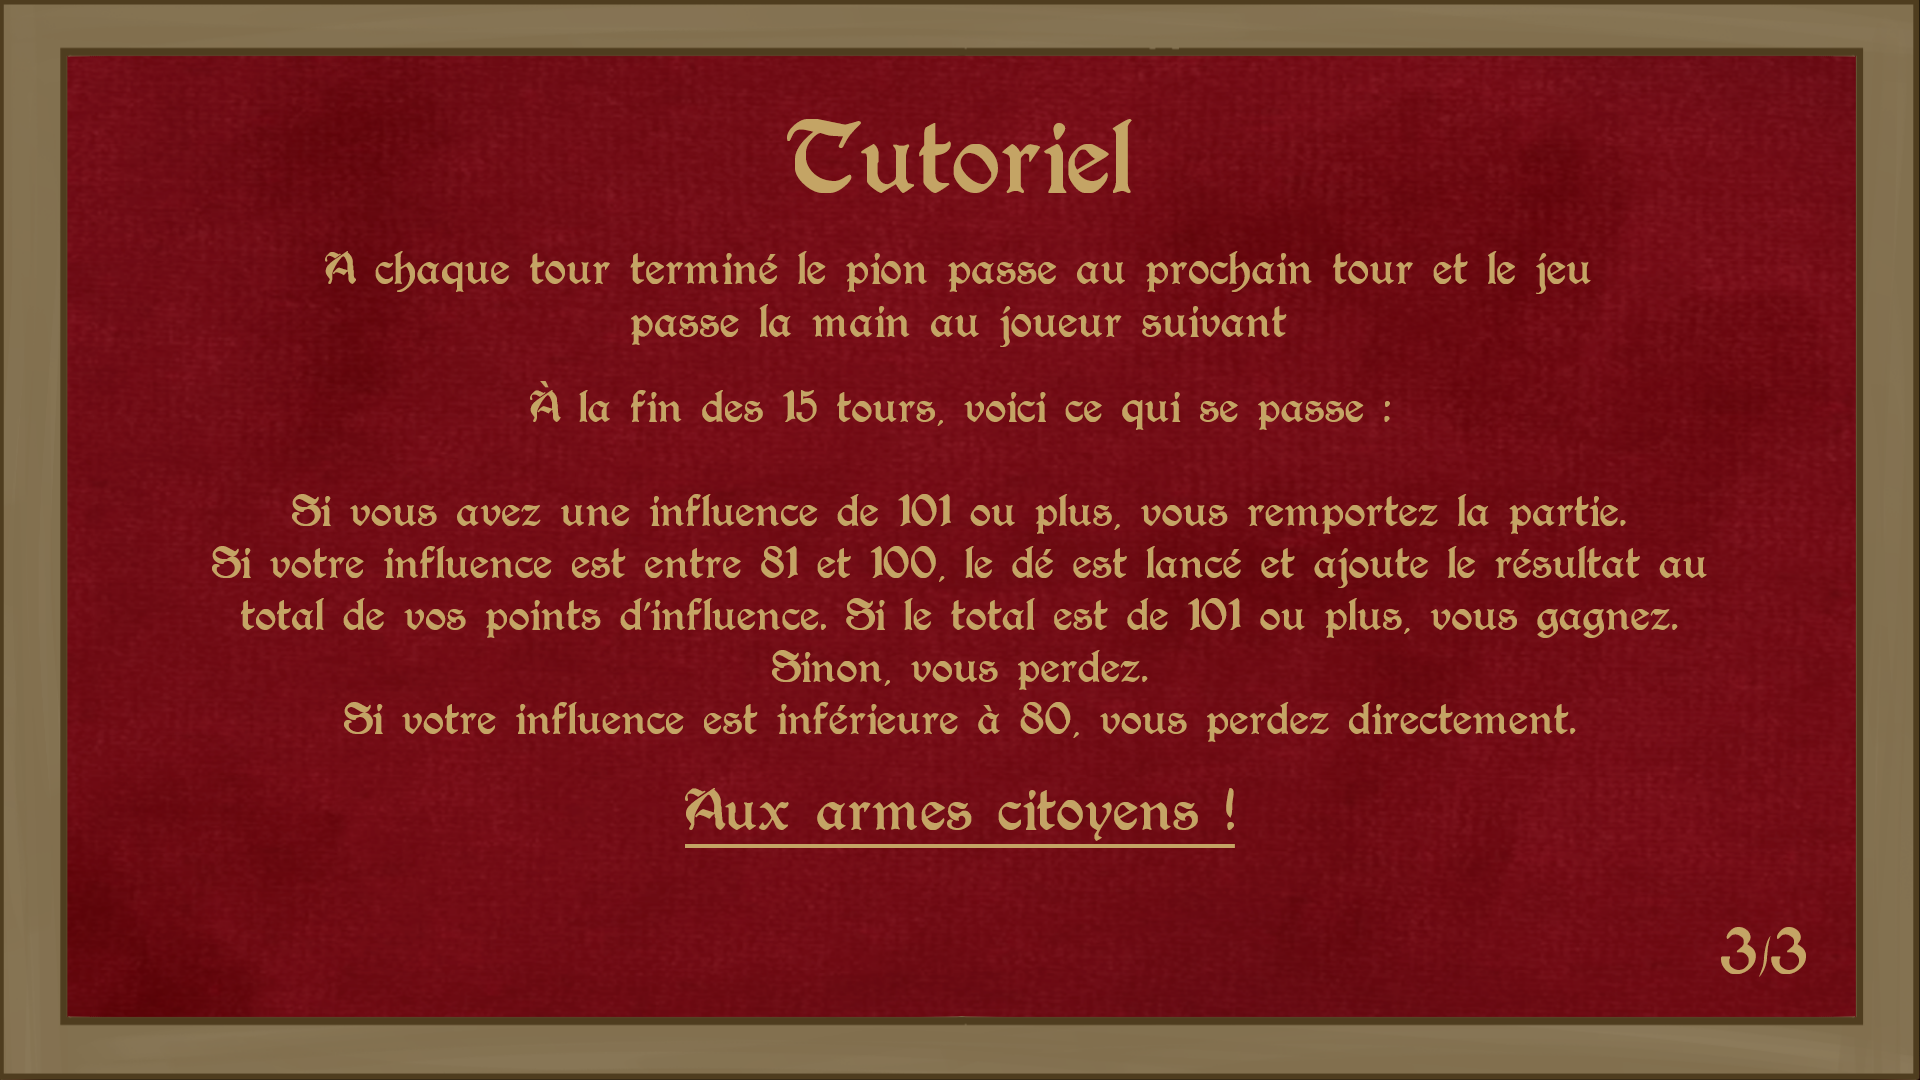 Tutoriel
A chaque tour terminé le pion passe au prochain tour et le jeu
passe la main au joueur suivant
À la fin des 15 tours, voici ce qui se passe :
Si vous avez une influence de 101 ou plus, vous remportez la partie.
Si votre influence est entre 81 et 100, le dé est lancé et ajoute le résultat au
total de vos points d'influence. Si le total est de 101 ou plus, vous gagnez.
Sinon, vous perdez.
Si votre influence est inférieure à 80, vous perdez directement.
Aux armes citoyens !
3/3